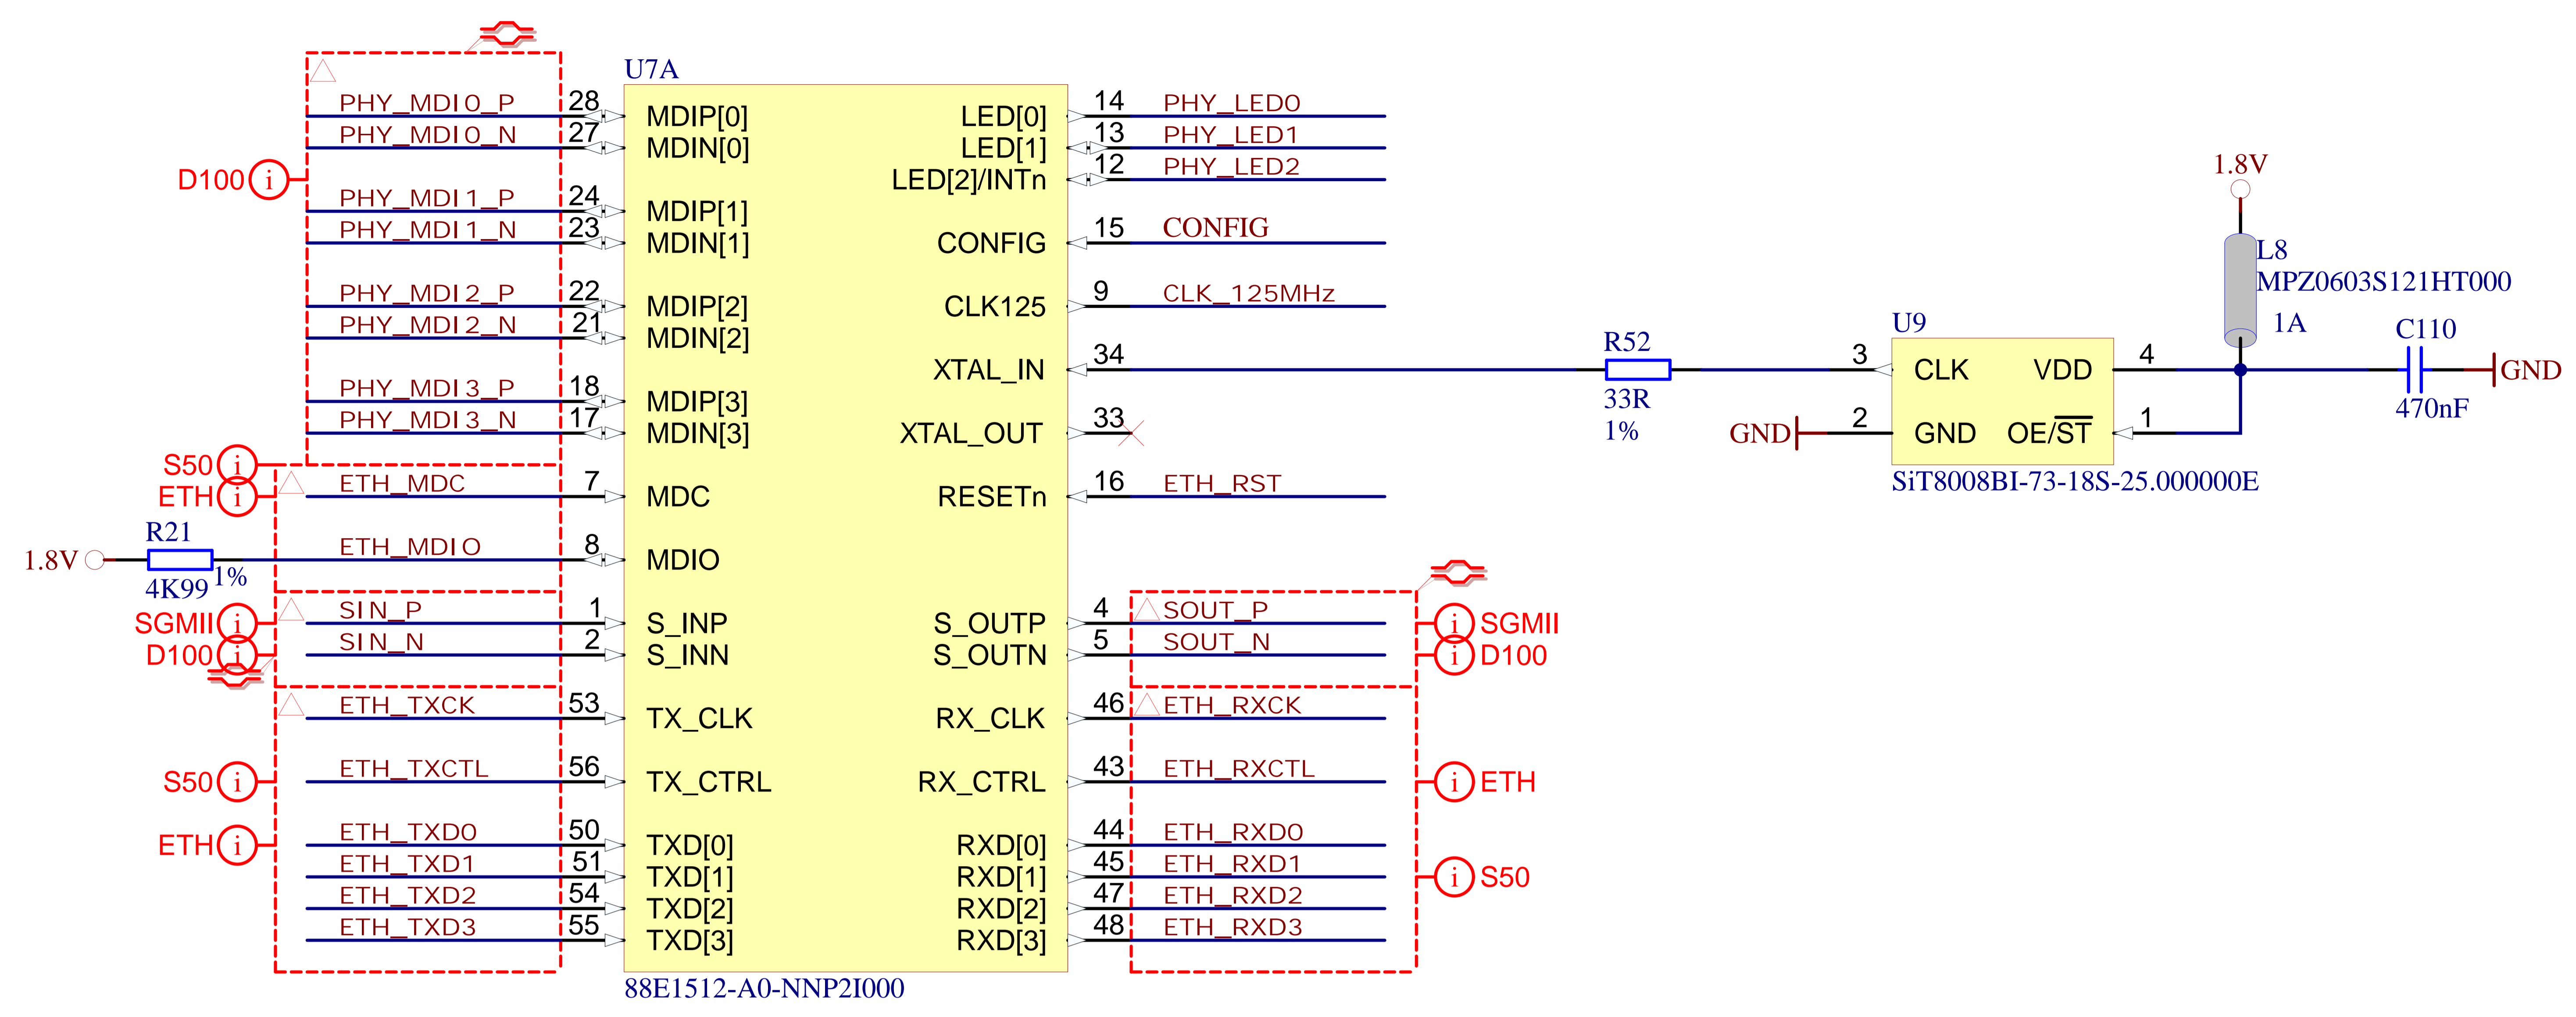 U7A
PHY_MDI0_P 28 MDIP[0] LED[0] 14 PHY_LED0
PHY_MDI0_N 27 MDIN[0] LED[1] 13 PHY_LED1
D100 i LED[2]/INTn 12 PHY_LED2
1.8V
PHY_MDI1_P 24 MDIP[1]
PHY_MDI1_N 23 MDIN[1] CONFIG 15 CONFIG
L8
MPZ0603S121HT000
1A
PHY_MDI2_P 22 MDIP[2] CLK125 9 CLK_125MHz
PHY_MDI2_N 21 MDIN[2]
U9
C110
XTAL_IN 34
R52
33R
1%
3 CLK VDD 4
GND
470nF
PHY_MDI3_P 18 MDIP[3]
PHY_MDI3_N 17 MDIN[3] XTAL_OUT 33
GND 2 GND OE/ST 1
SiT8008BI-73-18S-25.000000E
S50 i
ETH i ETH_MDC 7 MDC RESETn 16 ETH_RST
R21
1.8V ETH_MDIO 8 MDIO
4K99 1%
SGMII i SIN_P 1 S_INP S_OUTP 4 SOUT_P i SGMII
D100 i SIN_N 2 S_INN S_OUTN 5 SOUT_N i D100
ETH_TXCK 53 TX_CLK RX_CLK 46 ETH_RXCK
S50 i ETH_TXCTL 56 TX_CTRL RX_CTRL 43 ETH_RXCTL i ETH
ETH i ETH_TXD0 50 TXD[0] RXD[0] 44 ETH_RXD0
ETH_TXD1 51 TXD[1] RXD[1] 45 ETH_RXD1 i S50
ETH_TXD2 54 TXD[2] RXD[2] 47 ETH_RXD2
ETH_TXD3 55 TXD[3] RXD[3] 48 ETH_RXD3
88E1512-A0-NNP2I000